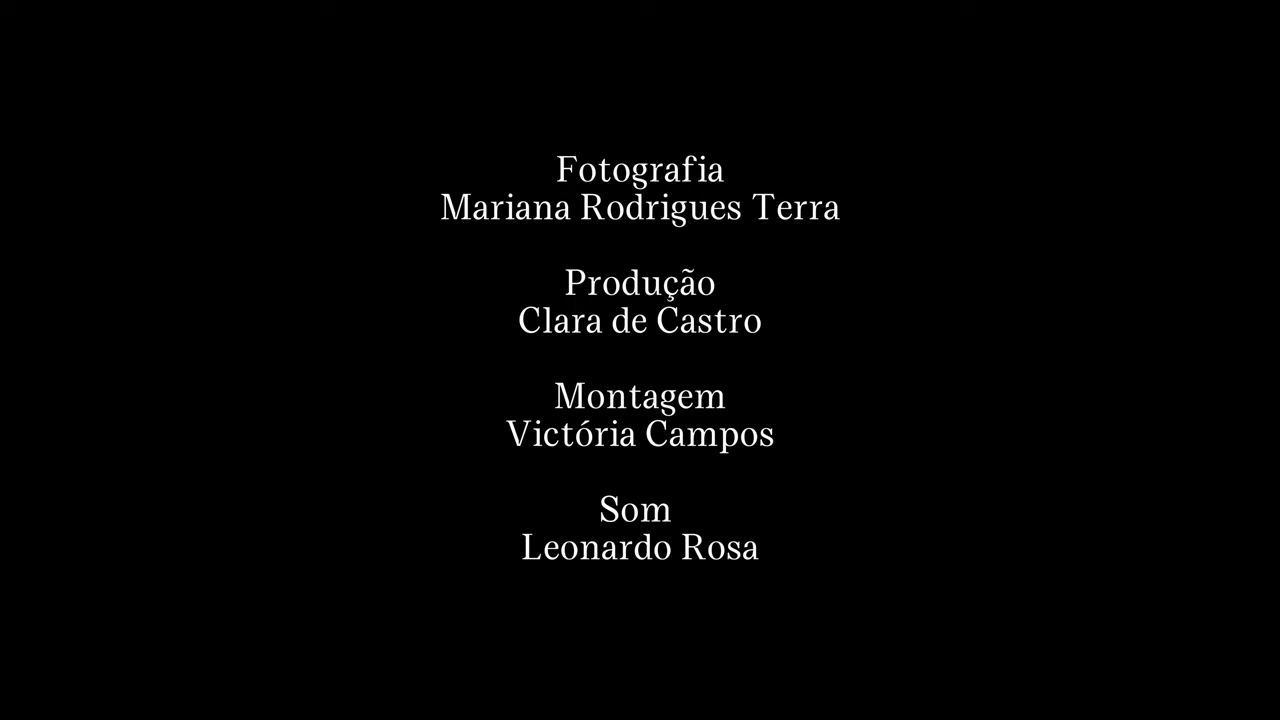 Fotografia
Mariana Rodrigues Terra
Produção
Clara de Castro
Montagem
Victória Campos
Som
Leonardo Rosa